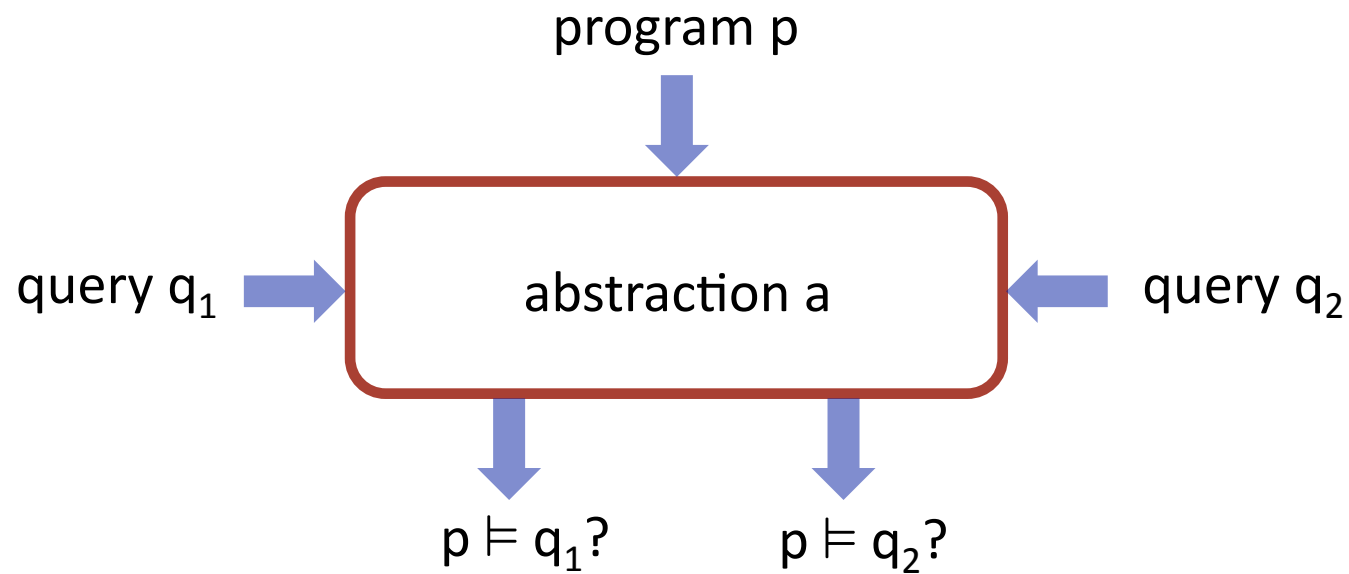 program p
query q₁
abstraction a
query q₂
p ⊨ q₁?
p ⊨ q₂?